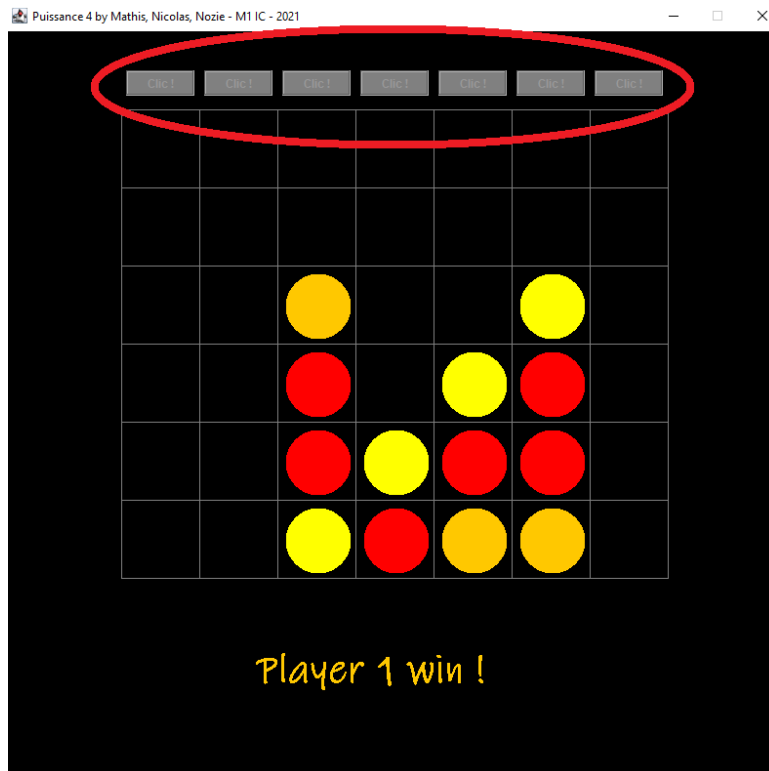 Puissance 4 by Mathis, Nicolas, Nozie - M1 IC - 2021
Clic ! Clic ! Clic ! Clic ! Clic ! Clic ! Clic !
Player 1 win !